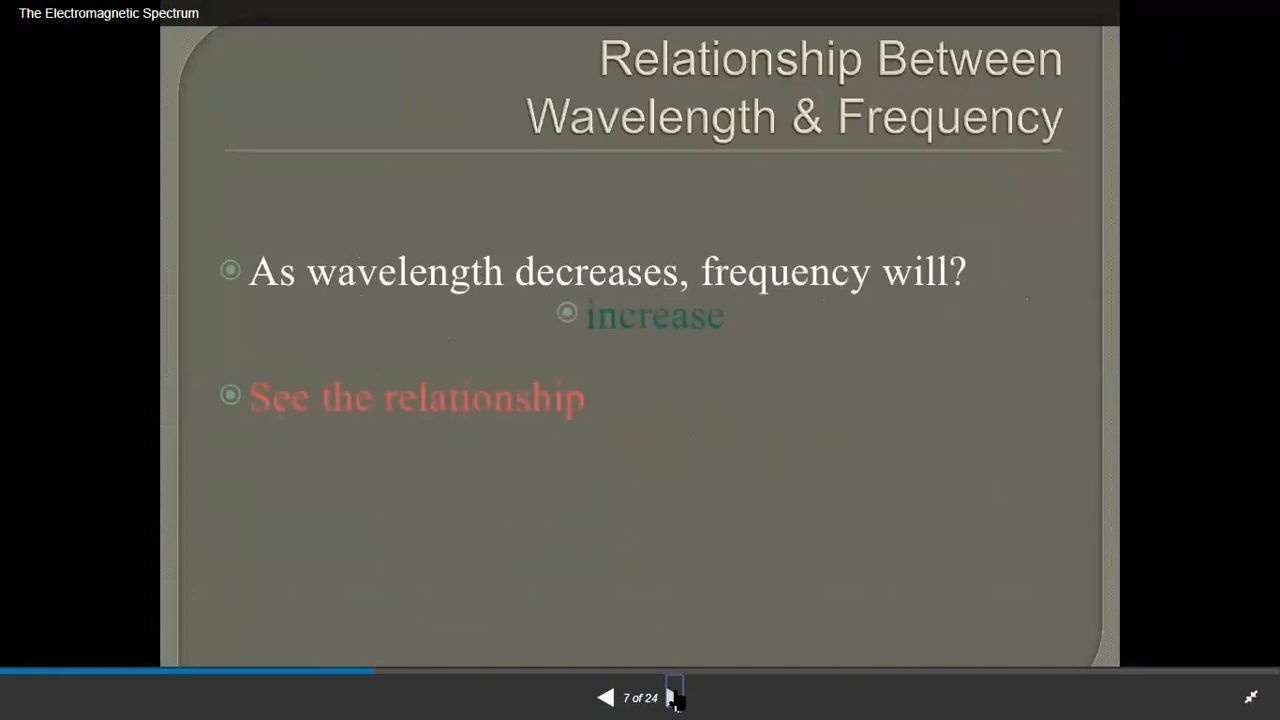 The Electromagnetic Spectrum
Relationship Between
Wavelength & Frequency
As wavelength decreases, frequency will?
increase
See the relationship
7 of 24